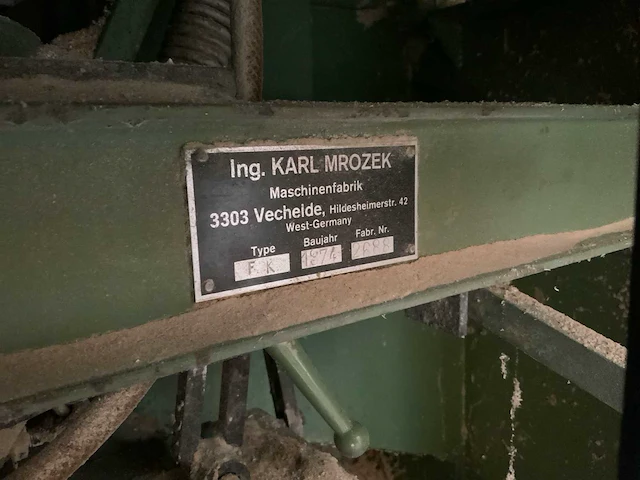 Ing. KARL MROZEK
Maschinenfabrik
3303 Vechelde, Hildesheimerstr. 42
West-Germany
Type Baujahr Fabr. Nr.
F K 1974